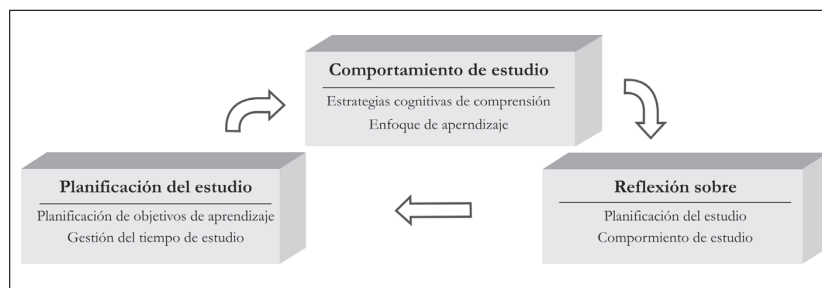 Comportamiento de estudio
Estrategias cognitivas de comprensión
Enfoque de aperndizaje
Planificación del estudio
Planificación de objetivos de aprendizaje
Gestión del tiempo de estudio
Reflexión sobre
Planificación del estudio
Compormiento de estudio